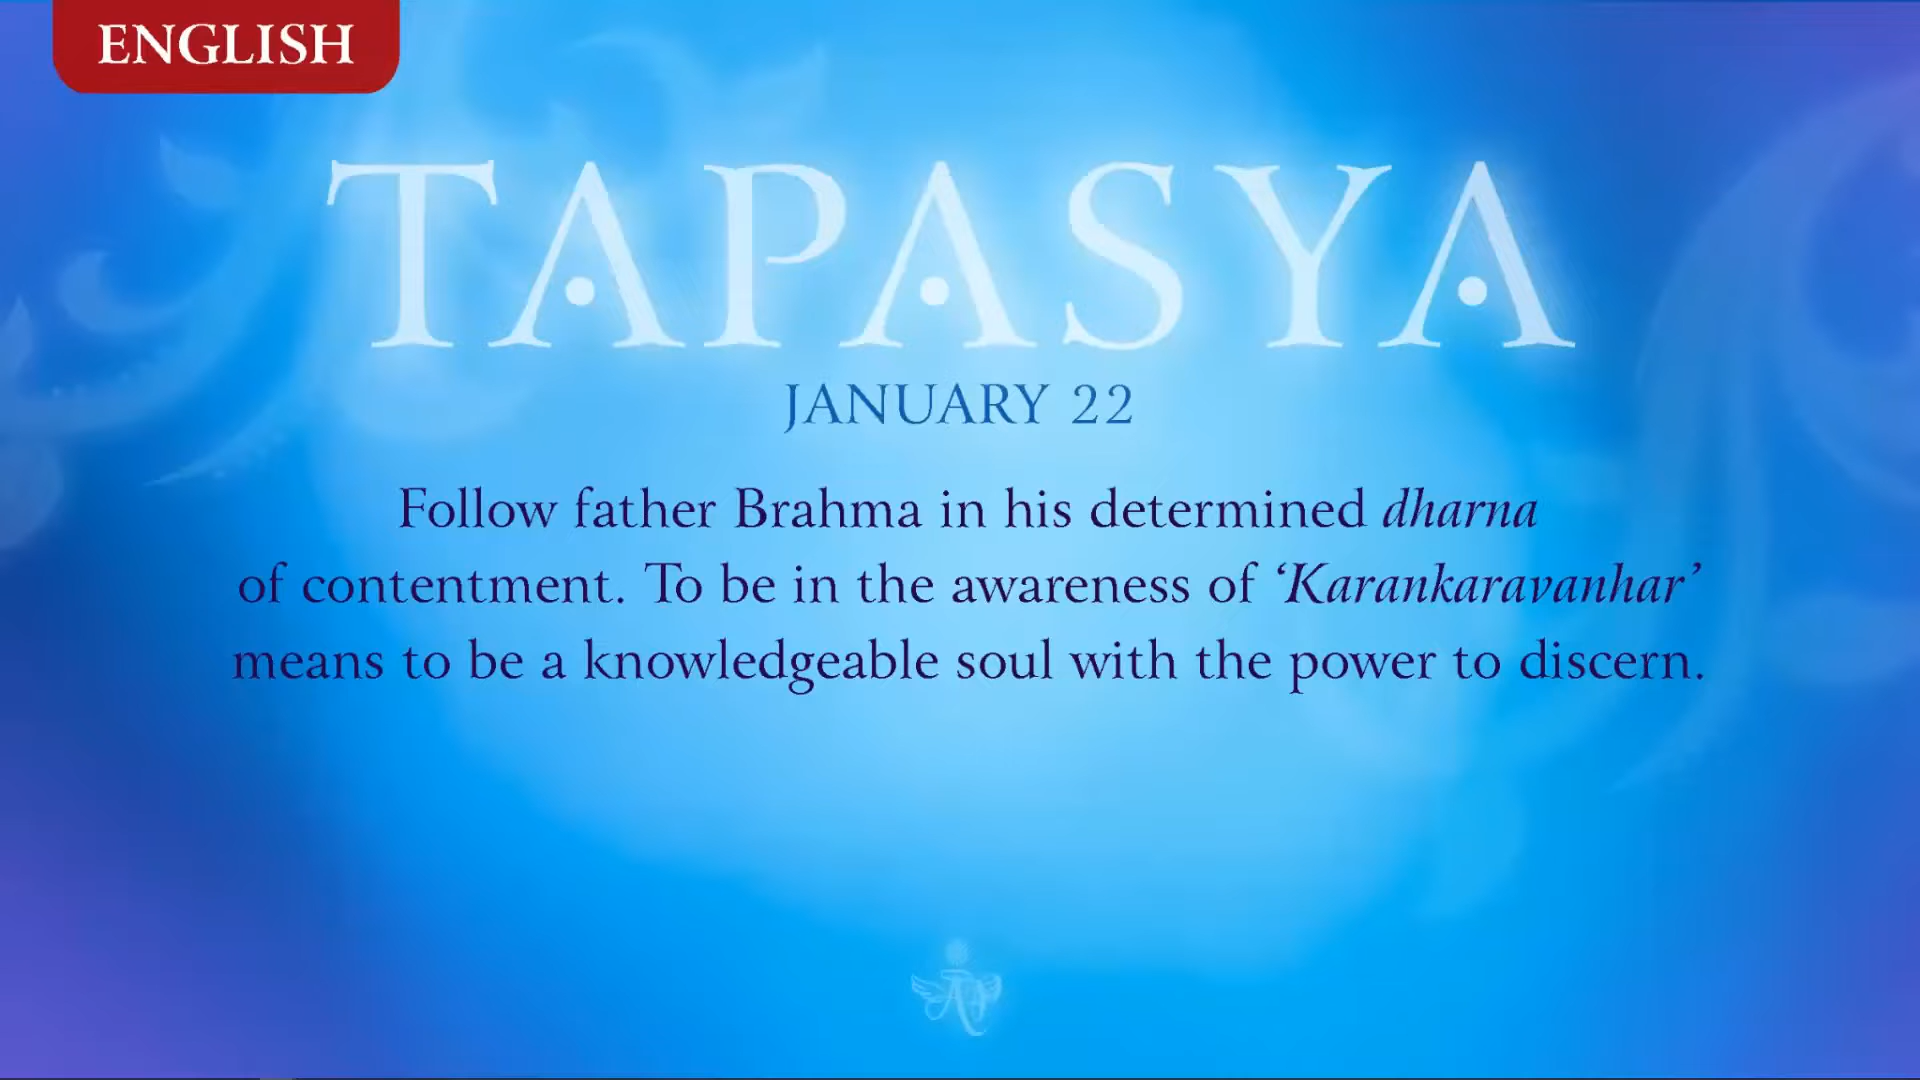 ENGLISH
TAPASYA
JANUARY 22
Follow father Brahma in his determined dharna
of contentment. To be in the awareness of ‘Karankaravanhar’
means to be a knowledgeable soul with the power to discern.